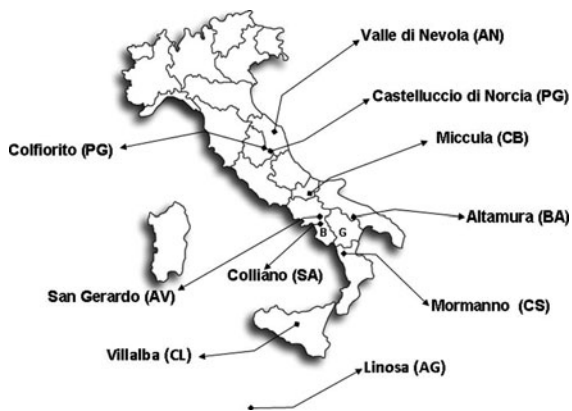 Valle di Nevola (AN)
Castelluccio di Norcia (PG)
Miccula (CB)
Colfiorito (PG)
Altamura (BA)
B G
Colliano (SA)
San Gerardo (AV)
Mormanno (CS)
Villalba (CL)
Linosa (AG)